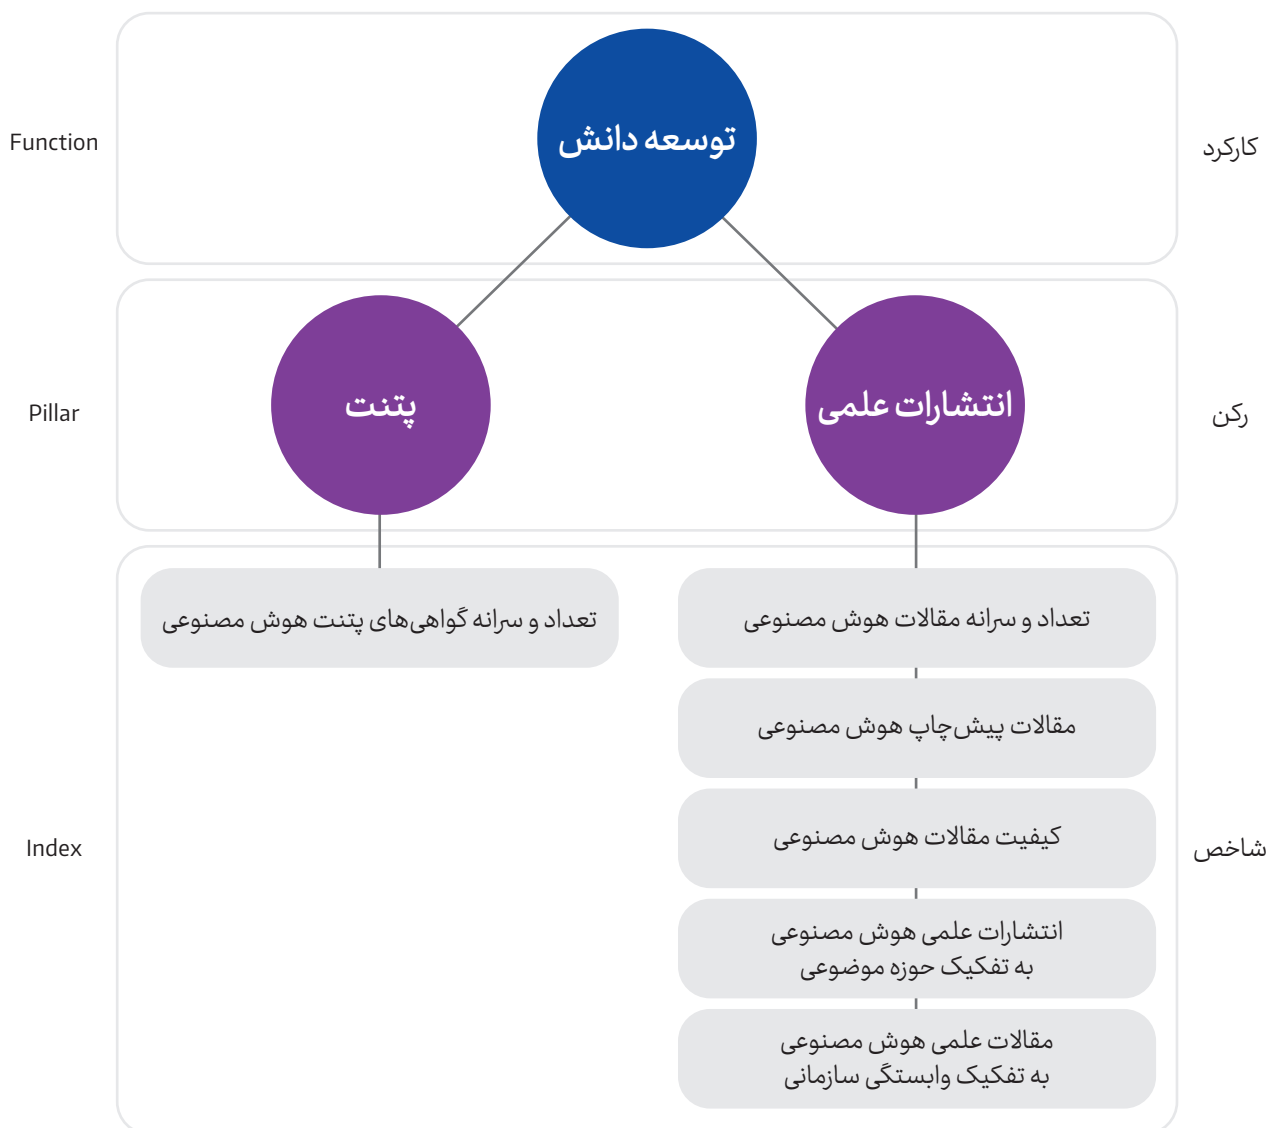 توسعه دانش
Function
کارکرد
انتشارات علمی
پتنت
Pillar
رکن
تعداد و سرانه مقالات هوش مصنوعی
تعداد و سرانه گواهی‌های پتنت هوش مصنوعی
مقالات پیش‌چاپ هوش مصنوعی
کیفیت مقالات هوش مصنوعی
Index
شاخص
انتشارات علمی هوش مصنوعی
به تفکیک حوزه موضوعی
مقالات علمی هوش مصنوعی
به تفکیک وابستگی سازمانی